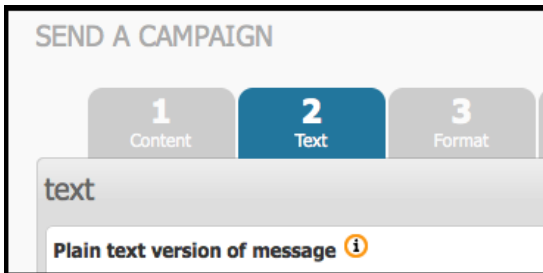 SEND A CAMPAIGN
1 2 3
Content Text Format
text
Plain text version of message i